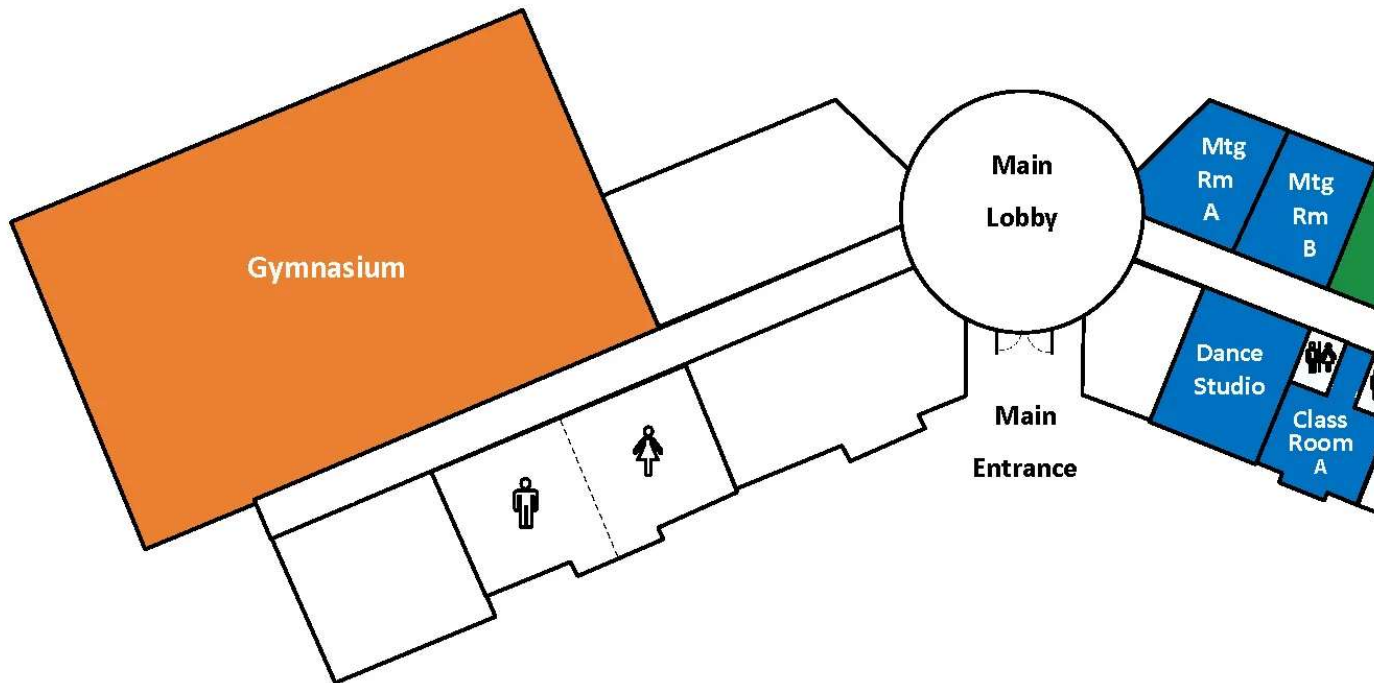 Gymnasium
Main
Lobby
Main
Entrance
Mtg
Rm
A
Mtg
Rm
B
Dance
Studio
Class
Room
A